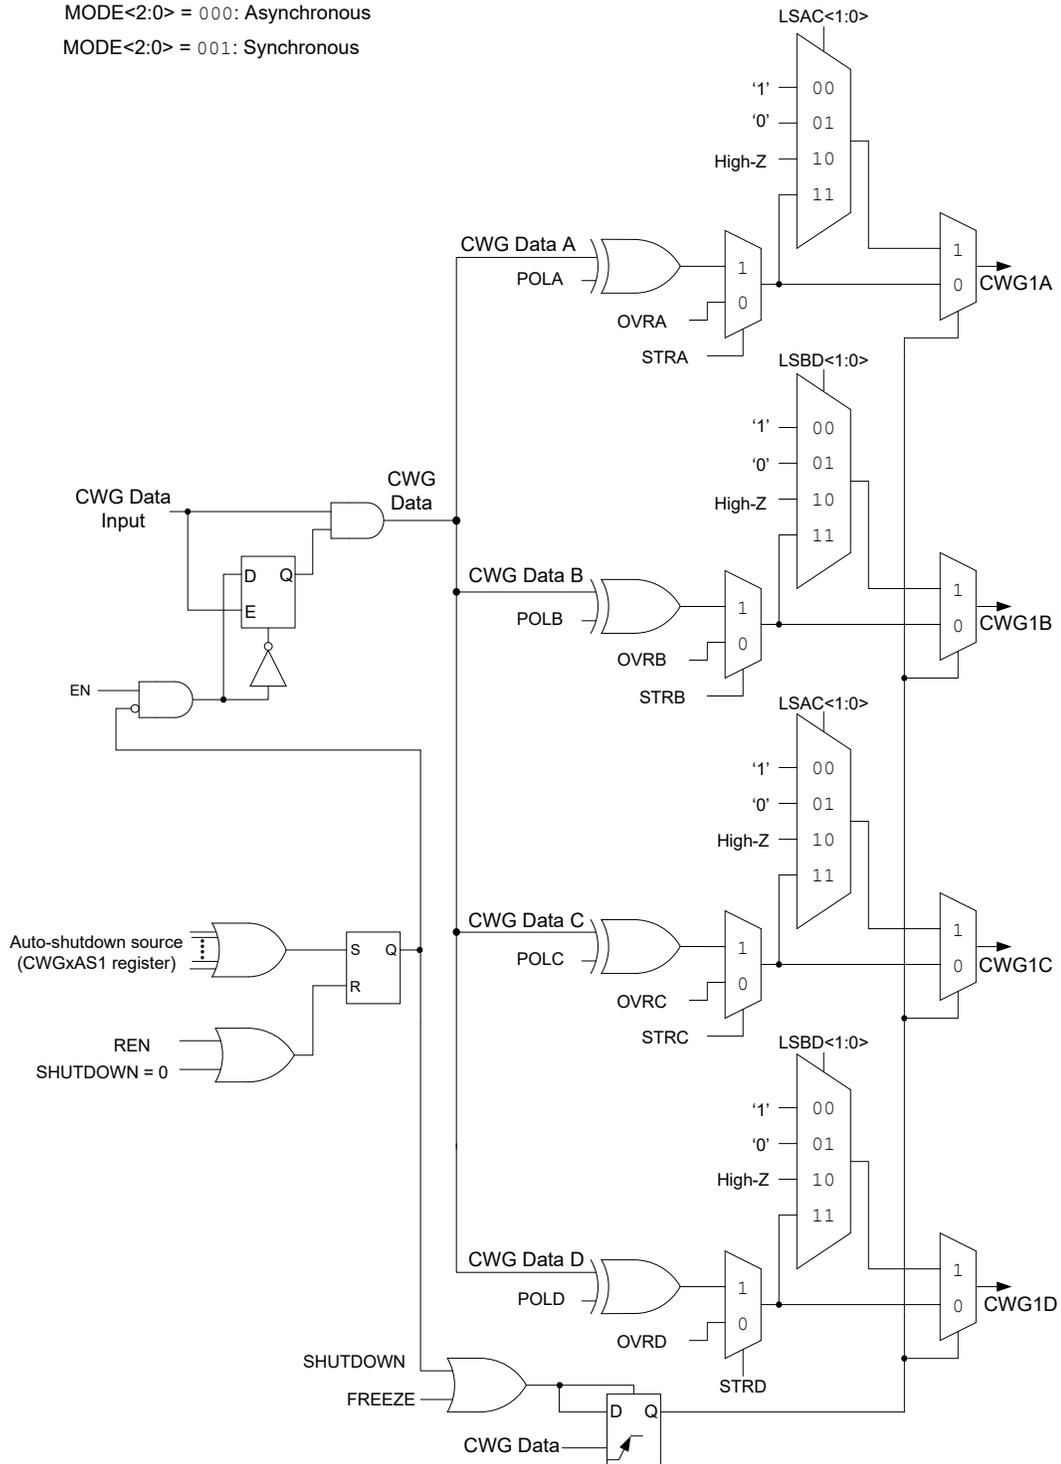 MODE<2:0> = 000: Asynchronous
MODE<2:0> = 001: Synchronous
LSAC<1:0>
‘1’
00
‘0’
01
High-Z
10
11
CWG Data A
POLA
1
0
OVRA
STRA
1
0
CWG1A
LSBD<1:0>
‘1’
00
‘0’
01
High-Z
10
11
CWG Data
Input
CWG
Data
D
Q
E
EN
CWG Data B
POLB
1
0
OVRB
STRB
1
0
CWG1B
LSAC<1:0>
‘1’
00
‘0’
01
High-Z
10
11
CWG Data C
POLC
1
0
OVRC
STRC
1
0
CWG1C
Auto-shutdown source
(CWGxAS1 register)
S
Q
R
REN
SHUTDOWN = 0
LSBD<1:0>
‘1’
00
‘0’
01
High-Z
10
11
CWG Data D
POLD
1
0
OVRD
STRD
1
0
CWG1D
SHUTDOWN
FREEZE
D
Q
CWG Data